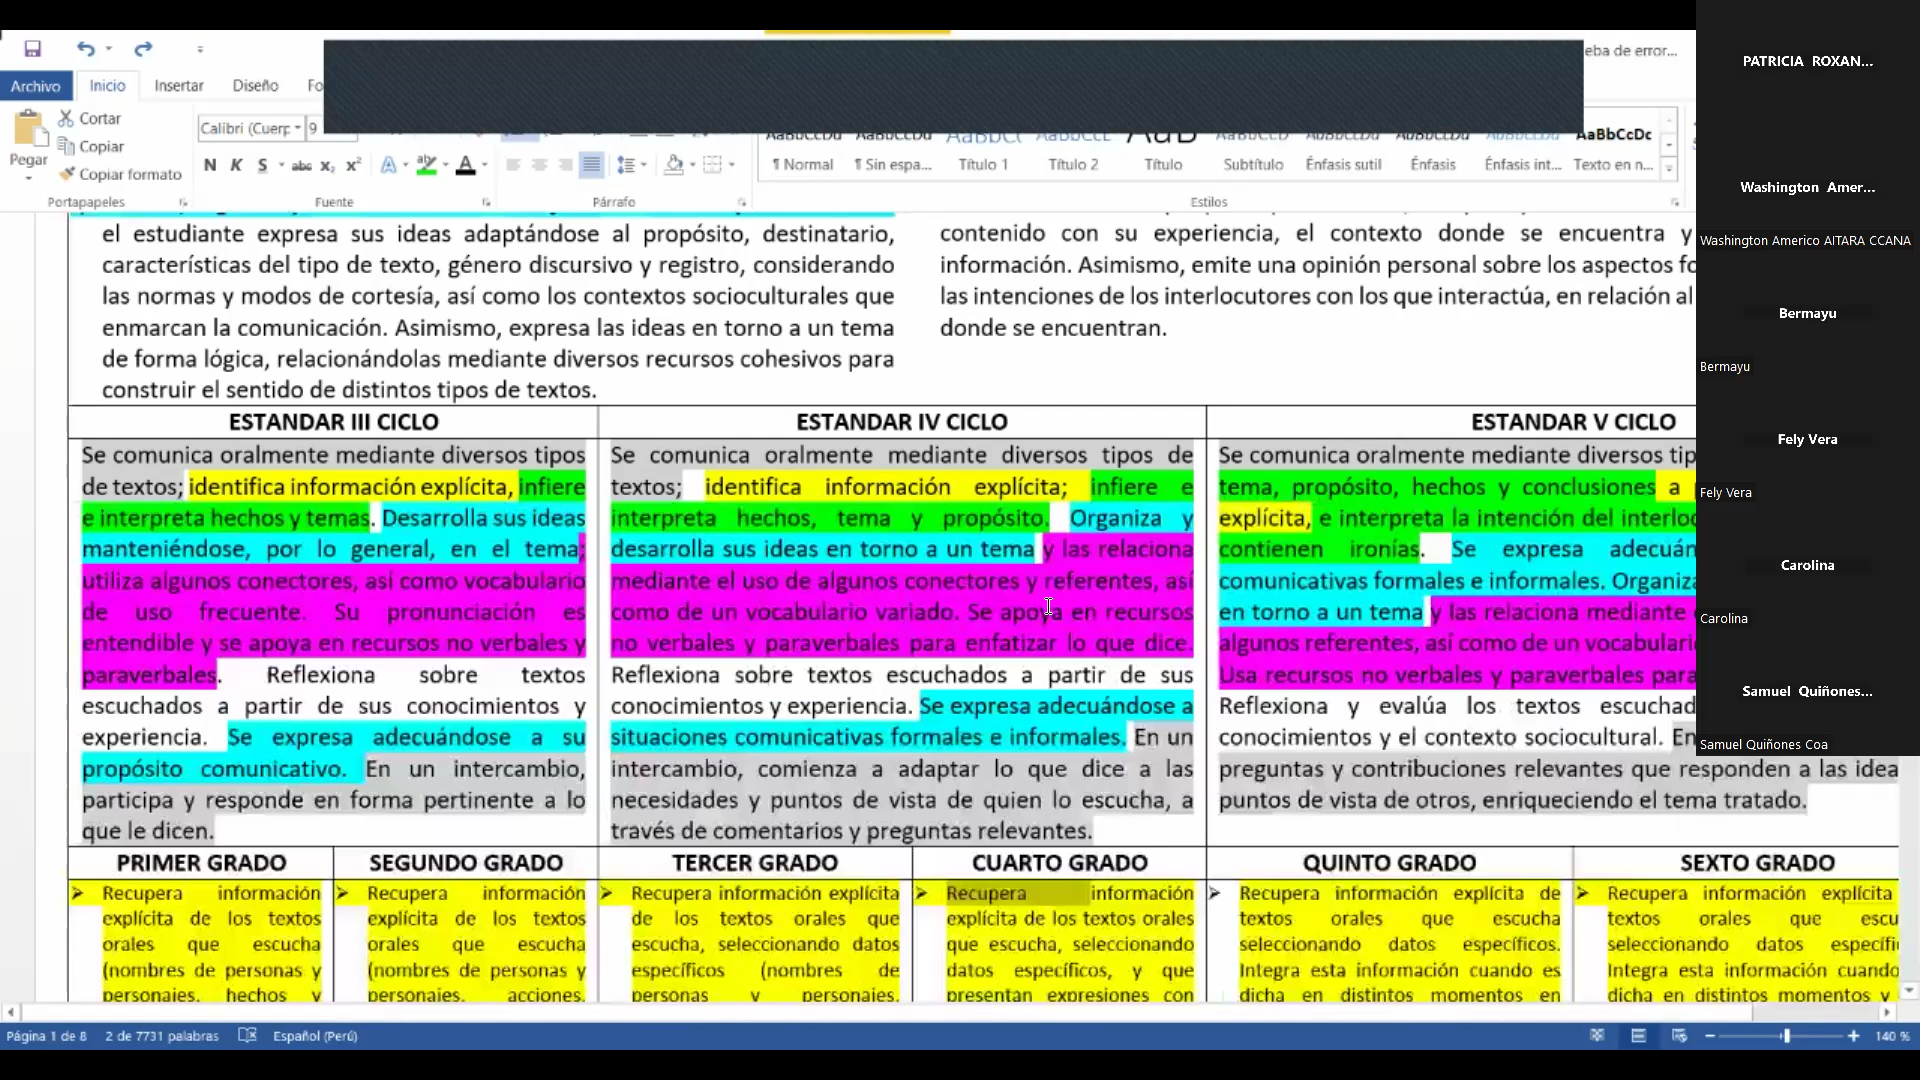 eba de error...
Archivo Inicio Insertar Diseño Fo
Cortar
Copiar
Copiar formato
Pegar
Calibri (Cuerp 9
N K S abc x₂ x² A A
AaBbCcDc
¶ Normal ¶ Sin espa... Título 1 Título 2 Título Subtítulo Énfasis sutil Énfasis Énfasis int... Texto en n...
Portapapeles Fuente Párrafo Estilos
el estudiante expresa sus ideas adaptándose al propósito, destinatario,
características del tipo de texto, género discursivo y registro, considerando
las normas y modos de cortesía, así como los contextos socioculturales que
enmarcan la comunicación. Asimismo, expresa las ideas en torno a un tema
de forma lógica, relacionándolas mediante diversos recursos cohesivos para
construir el sentido de distintos tipos de textos.
contenido con su experiencia, el contexto donde se encuentra y
información. Asimismo, emite una opinión personal sobre los aspectos fo
las intenciones de los interlocutores con los que interactúa, en relación al
donde se encuentran.
ESTANDAR III CICLO
Se comunica oralmente mediante diversos tipos
de textos; identifica información explícita, infiere
e interpreta hechos y temas. Desarrolla sus ideas
manteniéndose, por lo general, en el tema;
utiliza algunos conectores, así como vocabulario
de uso frecuente. Su pronunciación es
entendible y se apoya en recursos no verbales y
paraverbales. Reflexiona sobre textos
escuchados a partir de sus conocimientos y
experiencia. Se expresa adecuándose a su
propósito comunicativo. En un intercambio,
participa y responde en forma pertinente a lo
que le dicen.
ESTANDAR IV CICLO
Se comunica oralmente mediante diversos tipos de
textos; identifica información explícita; infiere e
interpreta hechos, tema y propósito. Organiza y
desarrolla sus ideas en torno a un tema y las relaciona
mediante el uso de algunos conectores y referentes, así
como de un vocabulario variado. Se apoya en recursos
no verbales y paraverbales para enfatizar lo que dice.
Reflexiona sobre textos escuchados a partir de sus
conocimientos y experiencia. Se expresa adecuándose a
situaciones comunicativas formales e informales. En un
intercambio, comienza a adaptar lo que dice a las
necesidades y puntos de vista de quien lo escucha, a
través de comentarios y preguntas relevantes.
ESTANDAR V CICLO
Se comunica oralmente mediante diversos tip
tema, propósito, hechos y conclusiones a
explícita, e interpreta la intención del interloc
contienen ironías. Se expresa adecuán
comunicativas formales e informales. Organiza
en torno a un tema y las relaciona mediante
algunos referentes, así como de un vocabulari
Usa recursos no verbales y paraverbales para
Reflexiona y evalúa los textos escuchad
conocimientos y el contexto sociocultural. En
preguntas y contribuciones relevantes que responden a las idea
puntos de vista de otros, enriqueciendo el tema tratado.
PRIMER GRADO
Recupera información
explícita de los textos
orales que escucha
(nombres de personas y
personajes, hechos y
SEGUNDO GRADO
Recupera información
explícita de los textos
orales que escucha
(nombres de personas y
personajes, acciones,
TERCER GRADO
Recupera información explícita
de los textos orales que
escucha, seleccionando datos
específicos (nombres de
personas y personajes,
CUARTO GRADO
Recupera información
explícita de los textos orales
que escucha, seleccionando
datos específicos, y que
presentan expresiones con
QUINTO GRADO
Recupera información explícita de
textos orales que escucha
seleccionando datos específicos.
Integra esta información cuando es
dicha en distintos momentos en
SEXTO GRADO
Recupera información explícita
textos orales que escu
seleccionando datos específi
Integra esta información cuando
dicha en distintos momentos y
Página 1 de 8 2 de 7731 palabras Español (Perú) 140 %
PATRICIA ROXAN...
Washington Amer...
Washington Americo AITARA CCANA
Bermayu
Bermayu
Fely Vera
Fely Vera
Carolina
Carolina
Samuel Quiñones...
Samuel Quiñones Coa